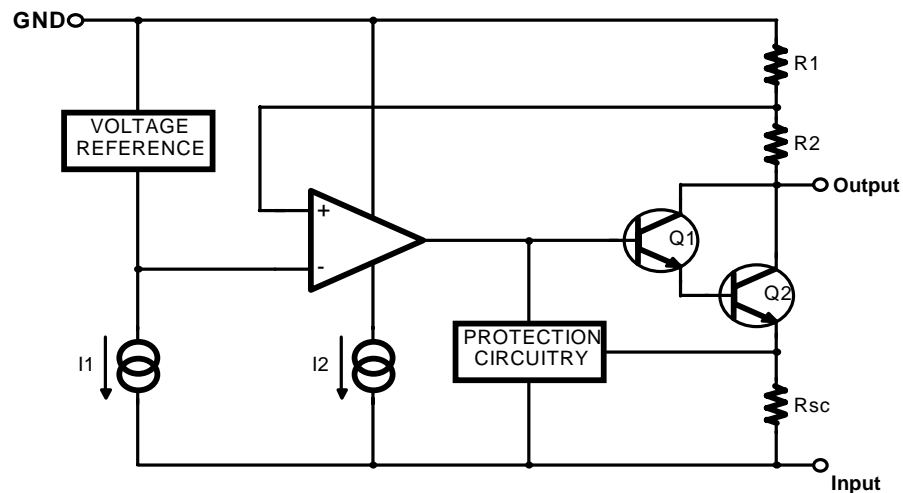 GND
R1
VOLTAGE
REFERENCE
R2
Output
+
-
Q1
Q2
I1
I2
PROTECTION
CIRCUITRY
Rsc
Input